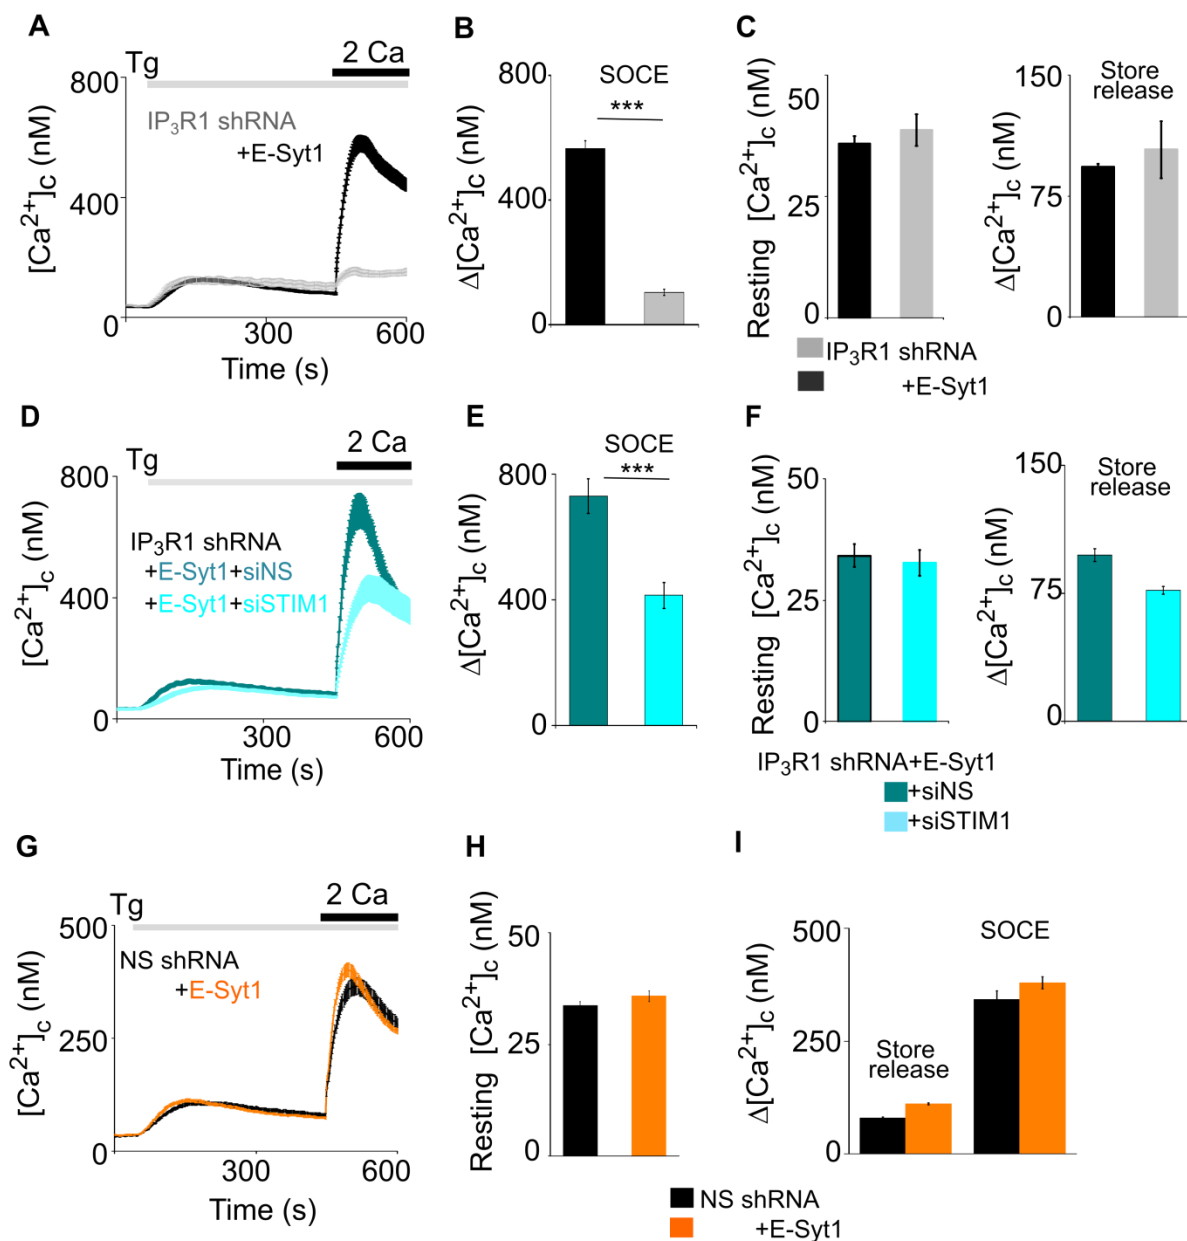 A
Tg
2 Ca
800
400
0
[Ca²⁺]c (nM)
IP₃R1 shRNA
+E-Syt1
300
600
Time (s)
B
800
400
0
Δ[Ca²⁺]c (nM)
SOCE
***
C
50
25
0
Resting [Ca²⁺]c (nM)
150
75
0
Δ[Ca²⁺]c (nM)
Store
release
IP₃R1 shRNA
+E-Syt1
D
Tg
2 Ca
800
400
0
[Ca²⁺]c (nM)
IP₃R1 shRNA
+E-Syt1+siNS
+E-Syt1+siSTIM1
300
600
Time (s)
E
800
400
0
Δ[Ca²⁺]c (nM)
SOCE
***
F
50
25
0
Resting [Ca²⁺]c (nM)
150
75
0
Δ[Ca²⁺]c (nM)
Store
release
IP₃R1 shRNA+E-Syt1
+siNS
+siSTIM1
G
Tg
2 Ca
500
250
0
[Ca²⁺]c (nM)
NS shRNA
+E-Syt1
300
600
Time (s)
H
50
25
0
Resting [Ca²⁺]c (nM)
I
500
250
0
Δ[Ca²⁺]c (nM)
Store
release
SOCE
NS shRNA
+E-Syt1